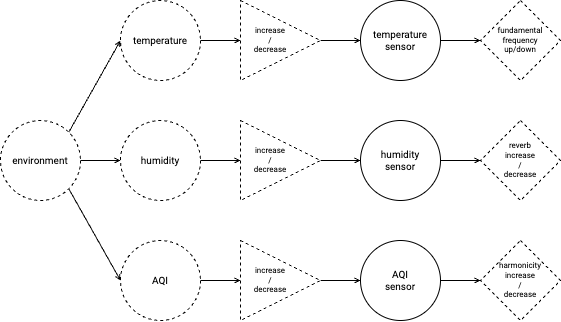 temperature
increase
/
decrease
temperature
sensor
fundamental
frequency
up/down
environment
humidity
increase
/
decrease
humidity
sensor
reverb
increase
/
decrease
AQI
increase
/
decrease
AQI
sensor
harmonicity
increase
/
decrease